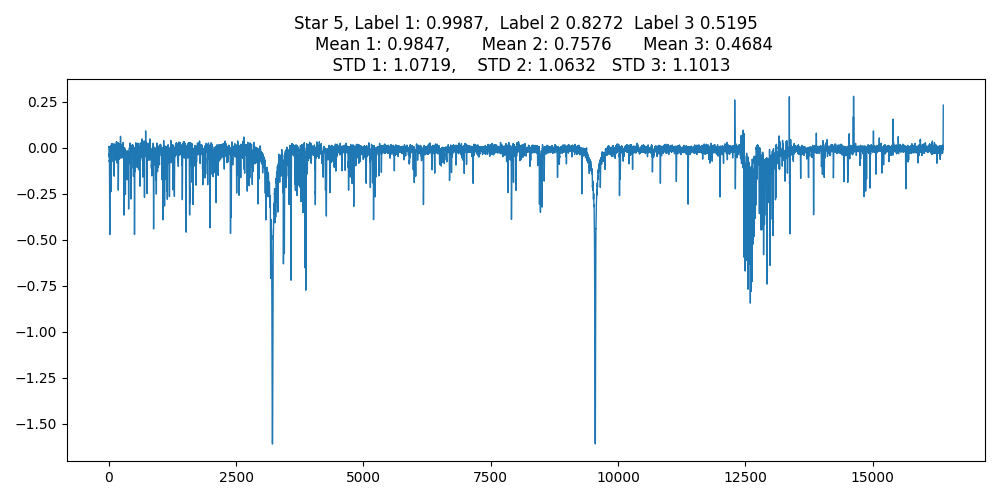 Star 5, Label 1: 0.9987,  Label 2 0.8272  Label 3 0.5195
Mean 1: 0.9847,      Mean 2: 0.7576      Mean 3: 0.4684
STD 1: 1.0719,    STD 2: 1.0632   STD 3: 1.1013
0.25
0.00
−0.25
−0.50
−0.75
−1.00
−1.25
−1.50
0 2500 5000 7500 10000 12500 15000